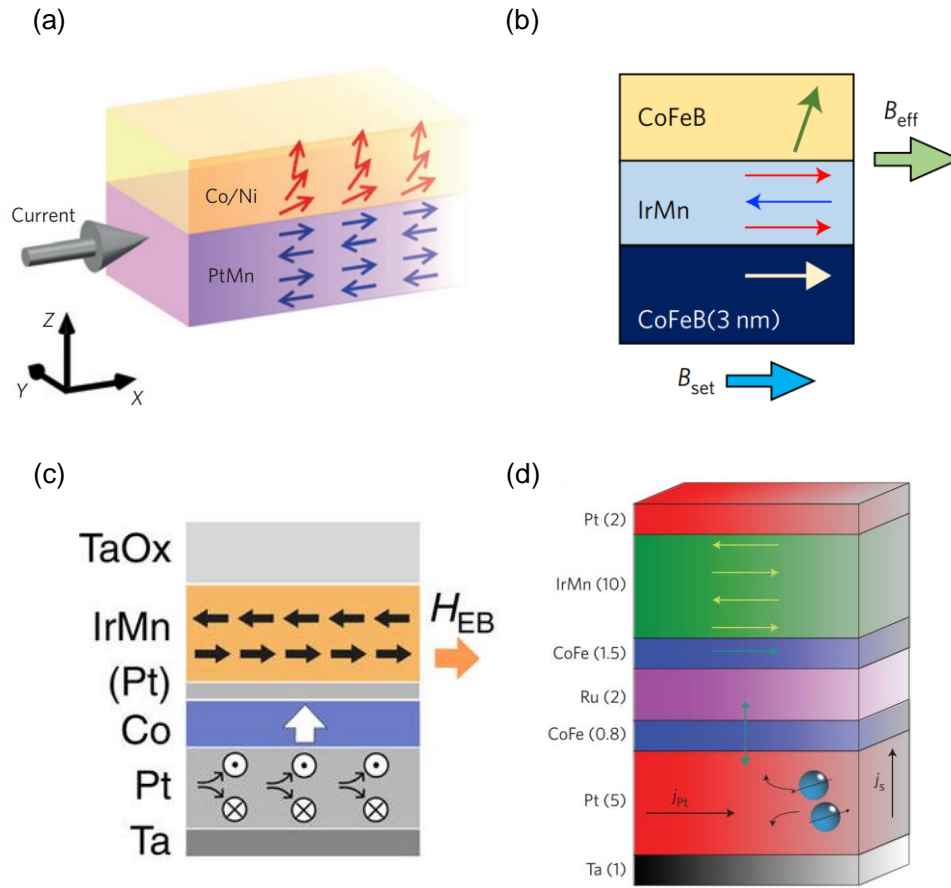 (a)
Co/Ni
Current
PtMn
Z
Y
X
(b)
CoFeB
B_eff
IrMn
CoFeB(3 nm)
B_set
(c)
TaOx
IrMn
H_EB
(Pt)
Co
Pt
Ta
(d)
Pt (2)
IrMn (10)
CoFe (1.5)
Ru (2)
CoFe (0.8)
Pt (5)
j_Pt
j_s
Ta (1)